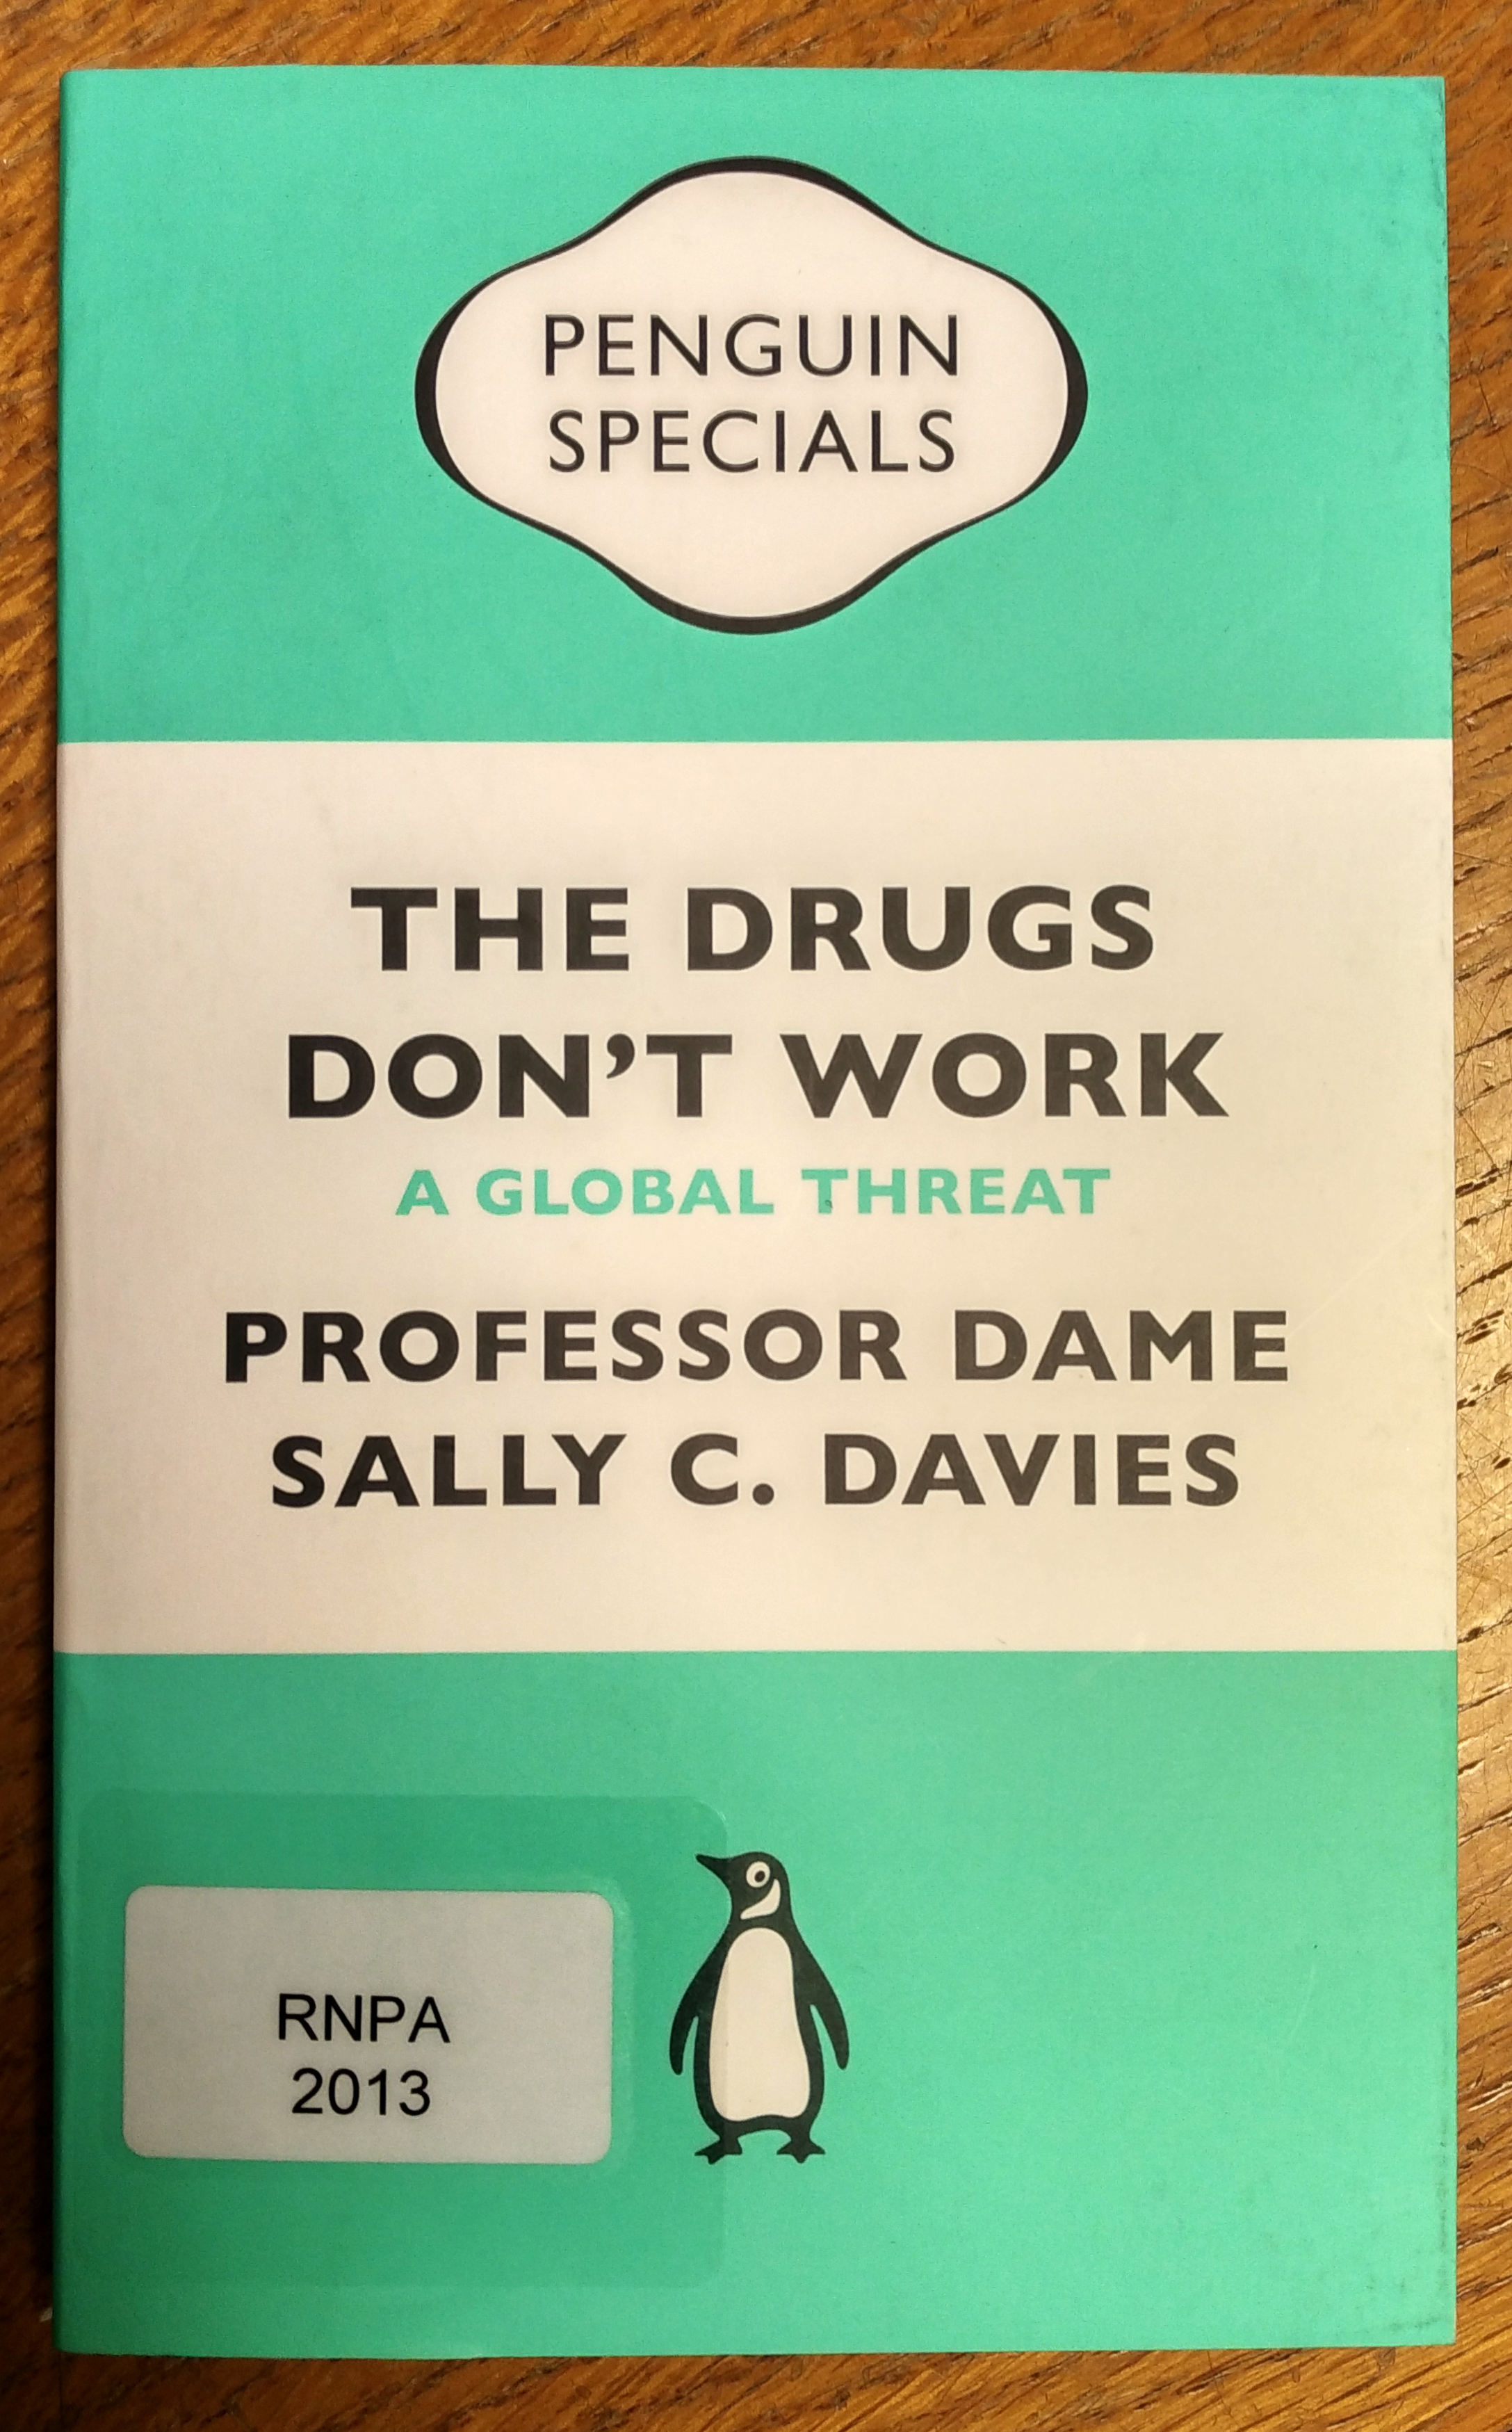 PENGUIN
SPECIALS
THE DRUGS
DON’T WORK
A GLOBAL THREAT
PROFESSOR DAME
SALLY C. DAVIES
RNPA
2013